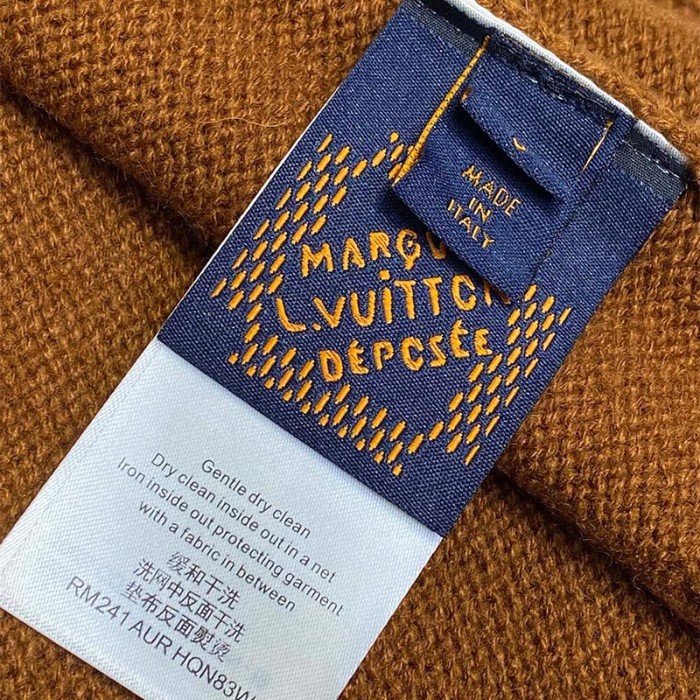 MADE
IN
ITALY
MARQU
L.VUITTON
DÉPOSÉE
Gentle dry clean
Dry clean inside out in a net
Iron inside out protecting garment
with a fabric in between
缓和干洗
洗网中反面干洗
垫布反面熨烫
RM241 AUR HQN83W